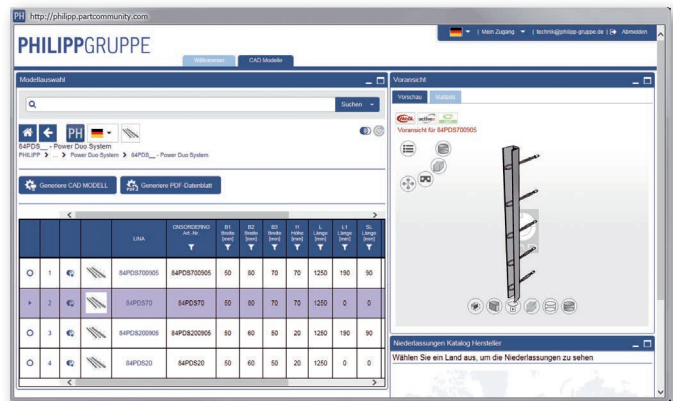 PH http://philipp.partcommunity.com
PHILIPPGRUPPE
| Mein Zugang | technik@philipp-gruppe.de | Abmelden
Willkommen
CAD Modelle
Modellauswahl
Suchen
PH
84PDS__ - Power Duo System
PHILIPP > ... > Power Duo System > 84PDS__ - Power Duo System
Generiere CAD MODELL
Generiere PDF-Datenblatt
LINA
Art.-Nr.
B1 Breite [mm]
B2 Breite [mm]
B3 Breite [mm]
H Höhe [mm]
L Länge [mm]
L1 Länge [mm]
SL Länge [mm]
1 84PDS700905 84PDS700905 50 80 70 70 1250 190 90
2 84PDS70 84PDS70 50 80 70 70 1250 0 0
3 84PDS200905 84PDS200905 50 60 50 20 1250 190 90
4 84PDS20 84PDS20 50 60 50 20 1250 0 0
Voransicht
Vorschau
Voransicht für 84PDS700905
Niederlassungen Katalog Hersteller
Wählen Sie ein Land aus, um die Niederlassungen zu sehen